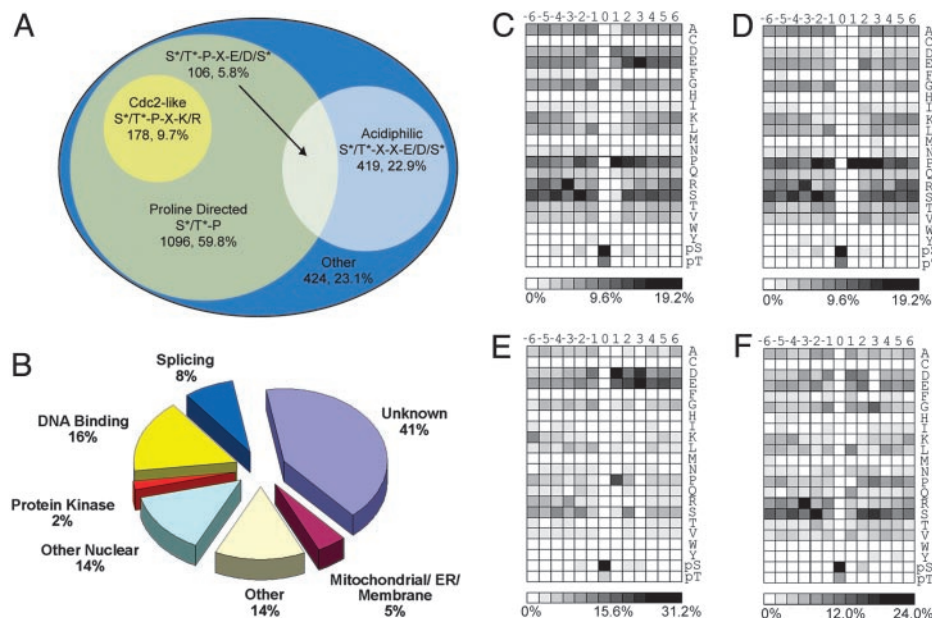 A
S*/T*-P-X-E/D/S*
106, 5.8%
Cdc2-like
S*/T*-P-X-K/R
178, 9.7%
Acidiphilic
S*/T*-X-X-E/D/S*
419, 22.9%
Proline Directed
S*/T*-P
1096, 59.8%
Other
424, 23.1%
B
Splicing
8%
Unknown
41%
DNA Binding
16%
Protein Kinase
2%
Other Nuclear
14%
Other
14%
Mitochondrial/ ER/
Membrane
5%
C
-6-5-4-3-2-1 0 1 2 3 4 5 6
A
C
D
E
F
G
H
I
K
L
M
N
P
Q
R
S
T
V
W
Y
pS
pT
0% 9.6% 19.2%
D
-6-5-4-3-2-1 0 1 2 3 4 5 6
A
C
D
E
F
G
H
I
K
L
M
N
P
Q
R
S
T
V
W
Y
pS
pT
0% 9.6% 19.2%
E
-6-5-4-3-2-1 0 1 2 3 4 5 6
A
C
D
E
F
G
H
I
K
L
M
N
P
Q
R
S
T
V
W
Y
pS
pT
0% 15.6% 31.2%
F
-6-5-4-3-2-1 0 1 2 3 4 5 6
A
C
D
E
F
G
H
I
K
L
M
N
P
Q
R
S
T
V
W
Y
pS
pT
0% 12.0% 24.0%